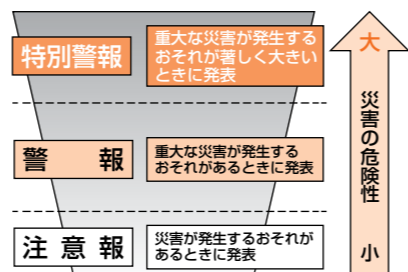 特別警報
重大な災害が発生する
おそれが著しく大きい
ときに発表
警報
重大な災害が発生する
おそれがあるときに発表
注意報
災害が発生するおそれが
あるときに発表
大
災害の危険性
小